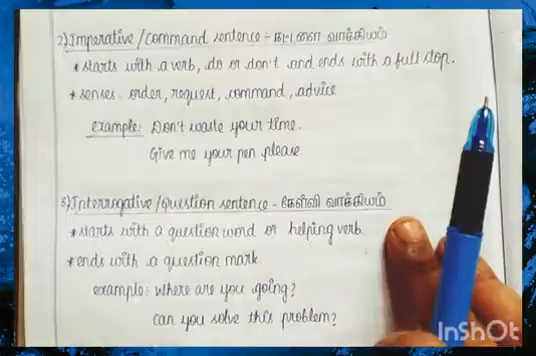 2) Imperative / command sentence - கட்டளை வாக்கியம்
* starts with a verb, do or don't and ends with a full stop.
* senses order, request, command, advice
example: Don't waste your time.
Give me your pen please
3) Interrogative / question sentence - கேள்வி வாக்கியம்
* starts with a question word or helping verb.
* ends with a question mark
example: Where are you going?
Can you solve this problem?
InShOt